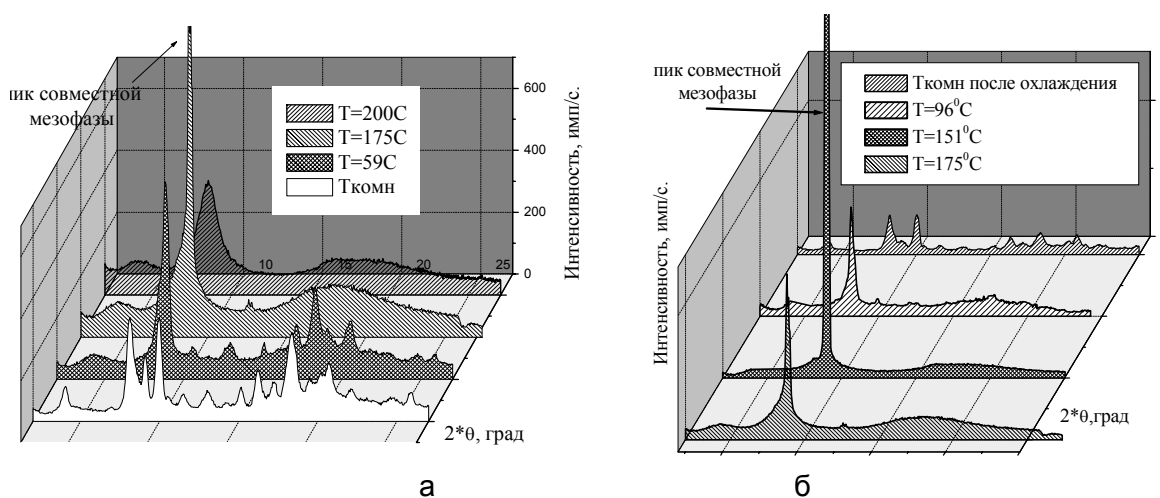 пик совместной
мезофазы
T=200C
T=175C
T=59C
Tкомн
600
400
200
0
10
15
20
25
Интенсивность, имп/с.
2*θ, град
а
пик совместной
мезофазы
Tкомн после охлаждения
T=96⁰C
T=151⁰C
T=175⁰C
Интенсивность, имп/с.
2*θ,град
б